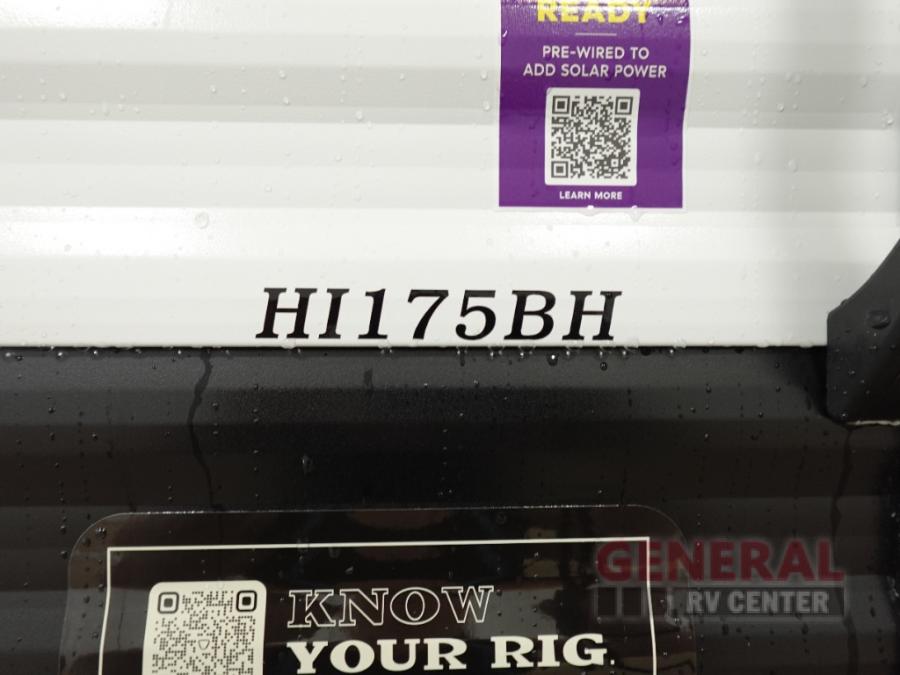 READY
PRE-WIRED TO
ADD SOLAR POWER
LEARN MORE
HI175BH
KNOW
YOUR RIG.
GENERAL
RV CENTER